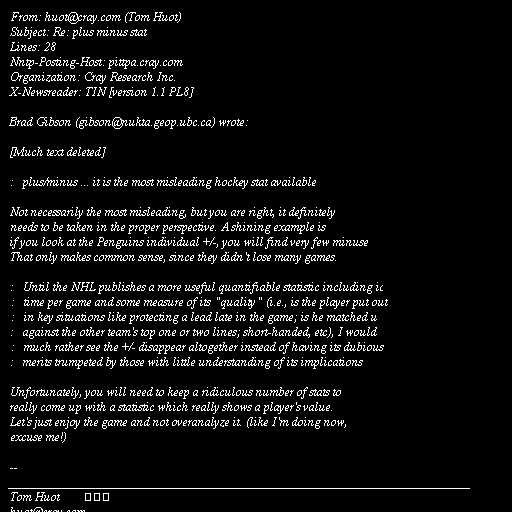 From: huot@cray.com (Tom Huot)
Subject: Re: plus minus stat
Lines: 28
Nntp-Posting-Host: pittpa.cray.com
Organization: Cray Research Inc.
X-Newsreader: TIN [version 1.1 PL8]
Brad Gibson (gibson@nukta.geop.ubc.ca) wrote:
[Much text deleted]
: plus/minus ... it is the most misleading hockey stat available
Not necessarily the most misleading, but you are right, it definitely
needs to be taken in the proper perspective. A shining example is
if you look at the Penguins individual +/-, you will find very few minuse
That only makes common sense, since they didn't lose many games.
: Until the NHL publishes a more useful quantifiable statistic including ic
: time per game and some measure of its "quality" (i.e., is the player put out
: in key situations like protecting a lead late in the game; is he matched u
: against the other team's top one or two lines; short-handed, etc), I would
: much rather see the +/- disappear altogether instead of having its dubious
: merits trumpeted by those with little understanding of its implications
Unfortunately, you will need to keep a ridiculous number of stats to
really come up with a statistic which really shows a player's value.
Let's just enjoy the game and not overanalyze it. (like I'm doing now,
excuse me!)
--
Tom Huot
huot@cray.com